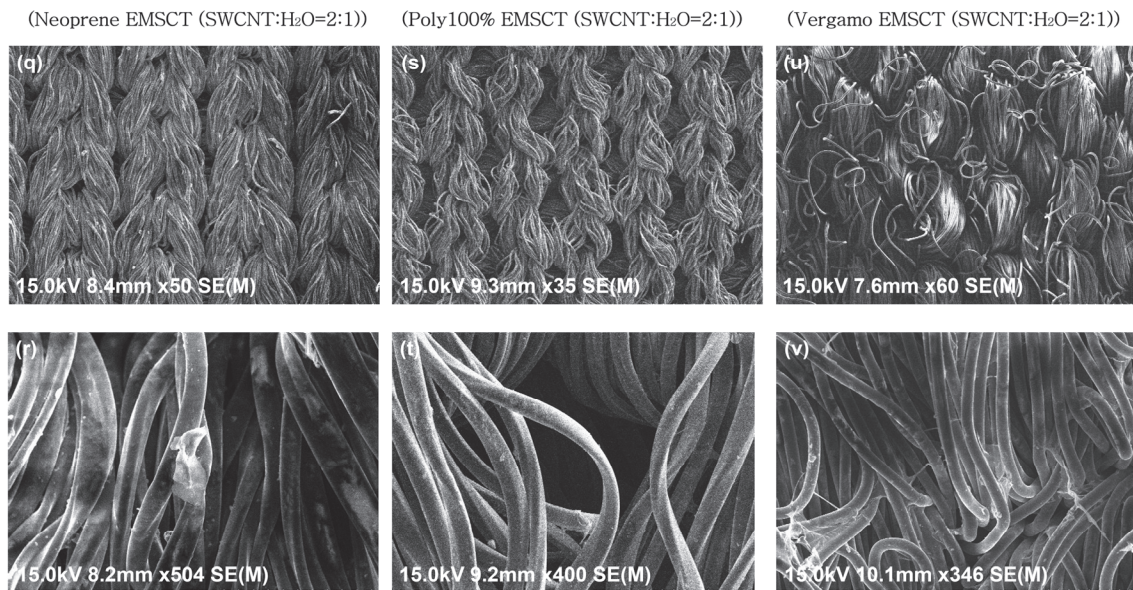 (Neoprene EMSCT (SWCNT:H₂O=2:1))
(Poly100% EMSCT (SWCNT:H₂O=2:1))
(Vergamo EMSCT (SWCNT:H₂O=2:1))
(q)
15.0kV 8.4mm x50 SE(M)
(s)
15.0kV 9.3mm x35 SE(M)
(u)
15.0kV 7.6mm x60 SE(M)
(r)
15.0kV 8.2mm x504 SE(M)
(t)
15.0kV 9.2mm x400 SE(M)
(v)
15.0kV 10.1mm x346 SE(M)